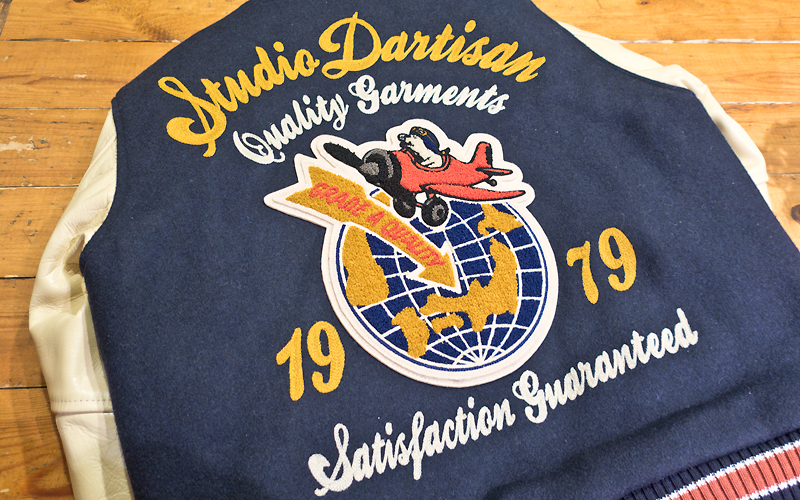 Studio Dartisan
Quality Garments
GRADE A QUALITY
19 79
Satisfaction Guaranteed